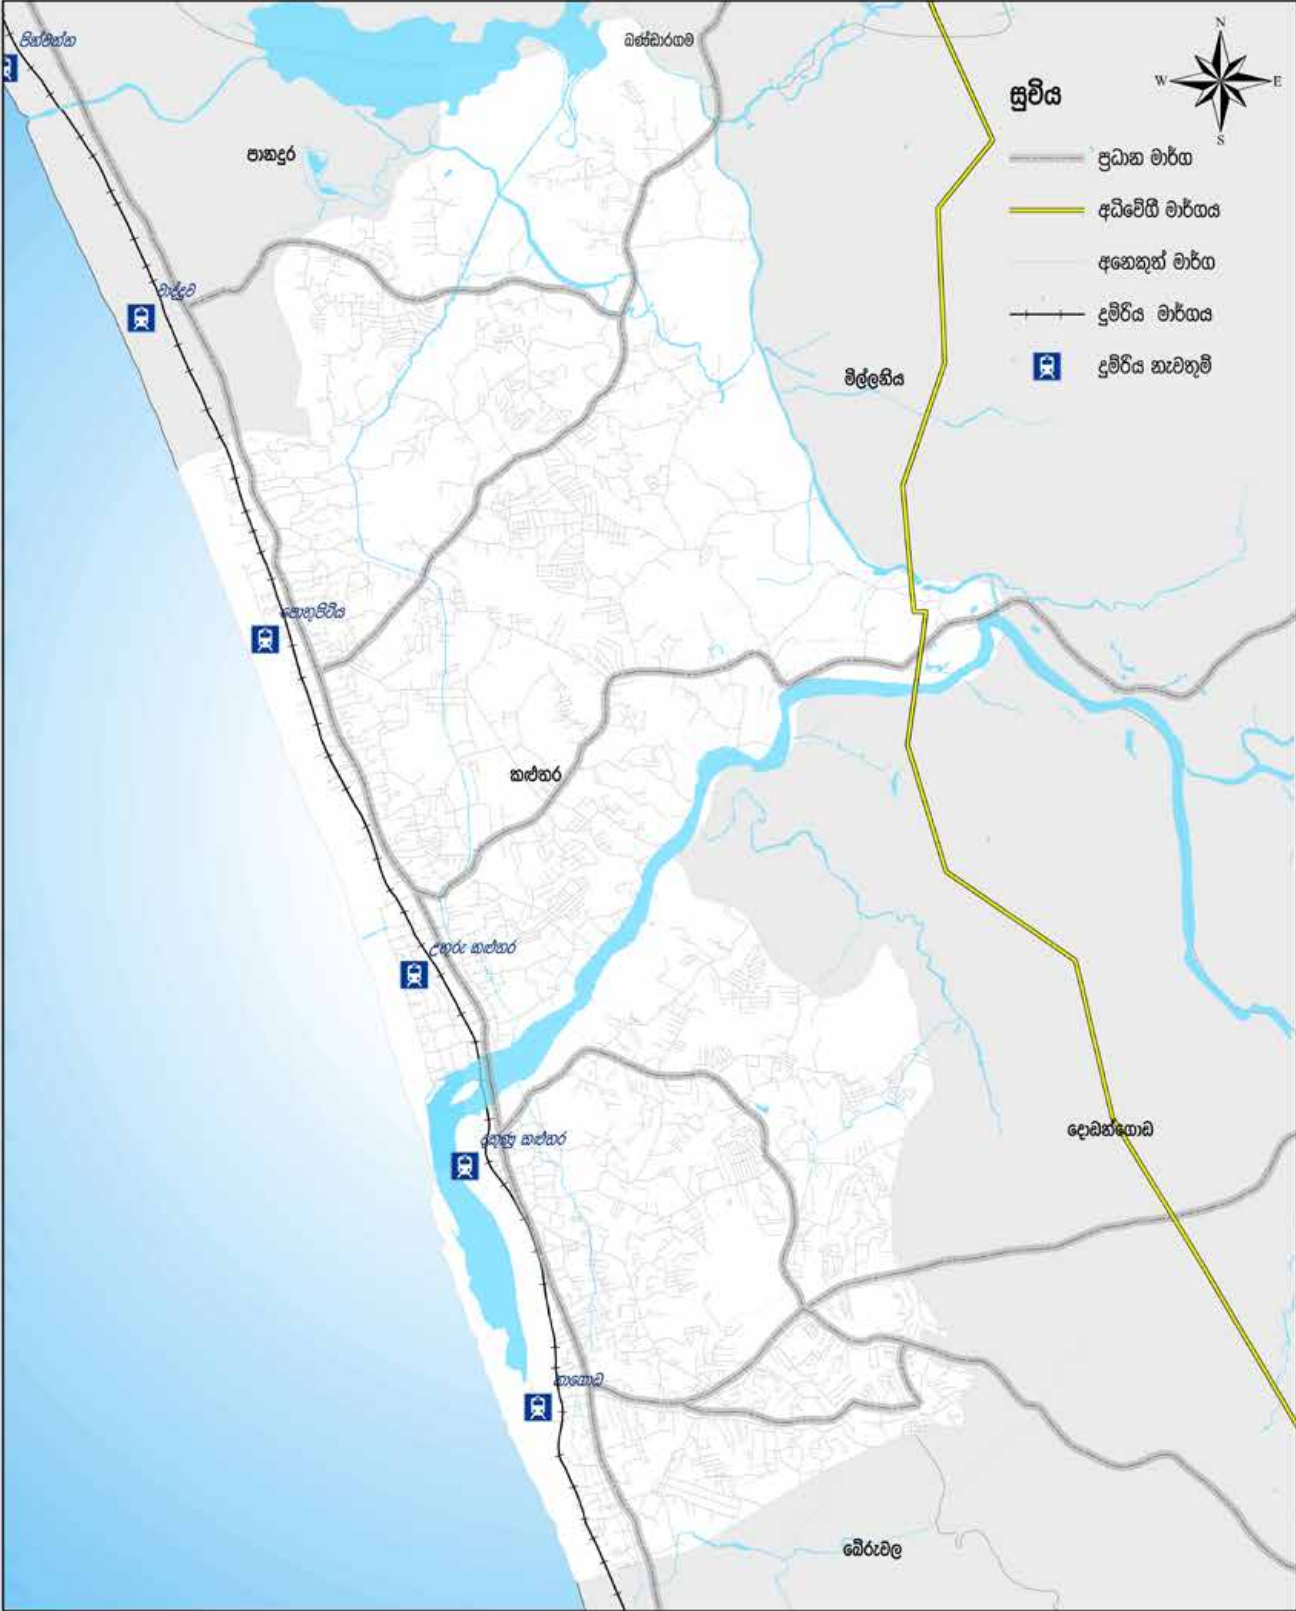 පින්වත්ත
බණ්ඩාරගම
N
W
E
S
සූචිය
පානදුර
ප්‍රධාන මාර්ග
අධිවේගී මාර්ගය
අනෙකුත් මාර්ග
වාද්දුව
දුම්රිය මාර්ගය
මිල්ලනිය
දුම්රිය නැවතුම්
පොතුපිටිය
කළුතර
උතුරු කළුතර
දොඩන්ගොඩ
දකුණු කළුතර
කාගොඩ
බේරුවල